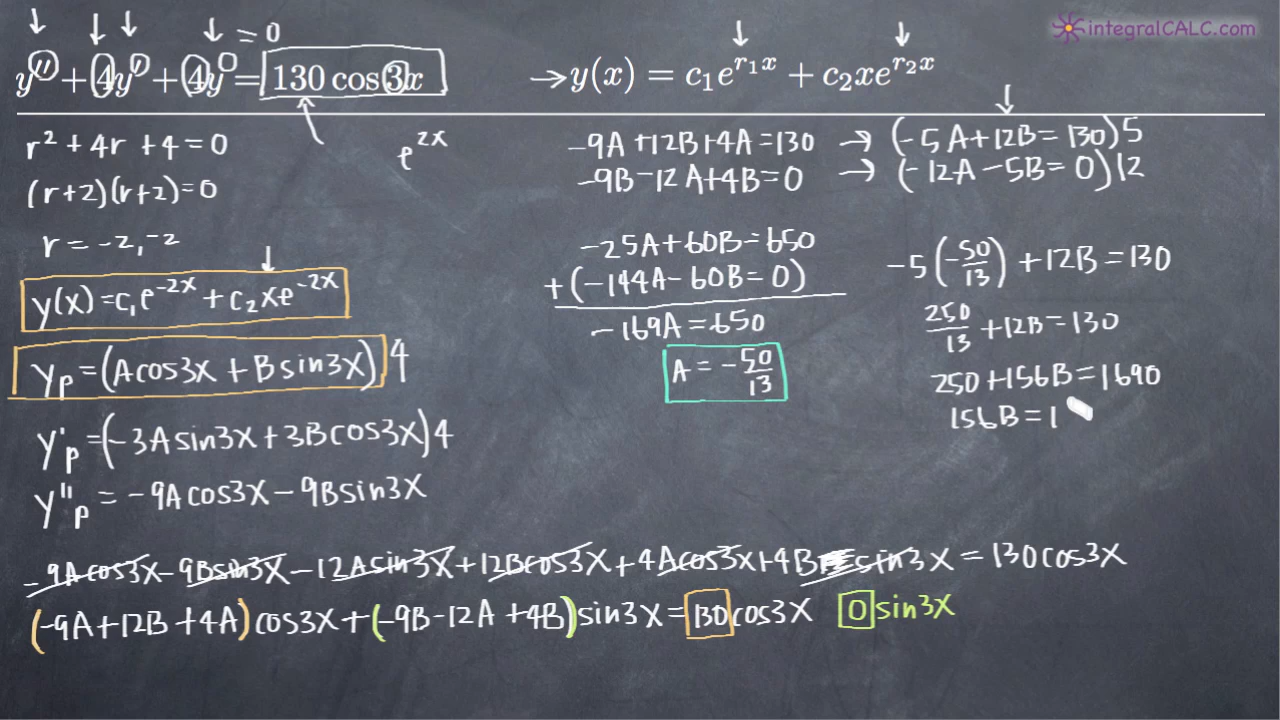 integralCALC.com
= 0
y'' + 4y' + 4y = 130 cos 3x
→ y(x) = c₁e^{r₁x} + c₂xe^{r₂x}
r² + 4r + 4 = 0
e^{2x}
(r+2)(r+2)=0
r = -2, -2
y(x) = c₁e^{-2x} + c₂xe^{-2x}
Yp = (Acos3x + Bsin3x) 4
Y'p = (-3Asin3x + 3Bcos3x) 4
Y''p = -9Acos3x - 9Bsin3x
-9A+12B+4A=130 → (-5A+12B=130)5
-9B-12A+4B=0 → (-12A-5B=0)12
-25A+60B=650
+(-144A-60B=0)
-169A=650
A = -50/13
-5(-50/13) + 12B = 130
250/13 + 12B = 130
250 + 156B = 1690
156B = 1
-9Acos3x - 9Bsin3x - 12Asin3x + 12Bcos3x + 4Acos3x + 4B sin3x = 130cos3x
(-9A+12B+4A)cos3x + (-9B-12A+4B)sin3x = 130cos3x 0sin3x